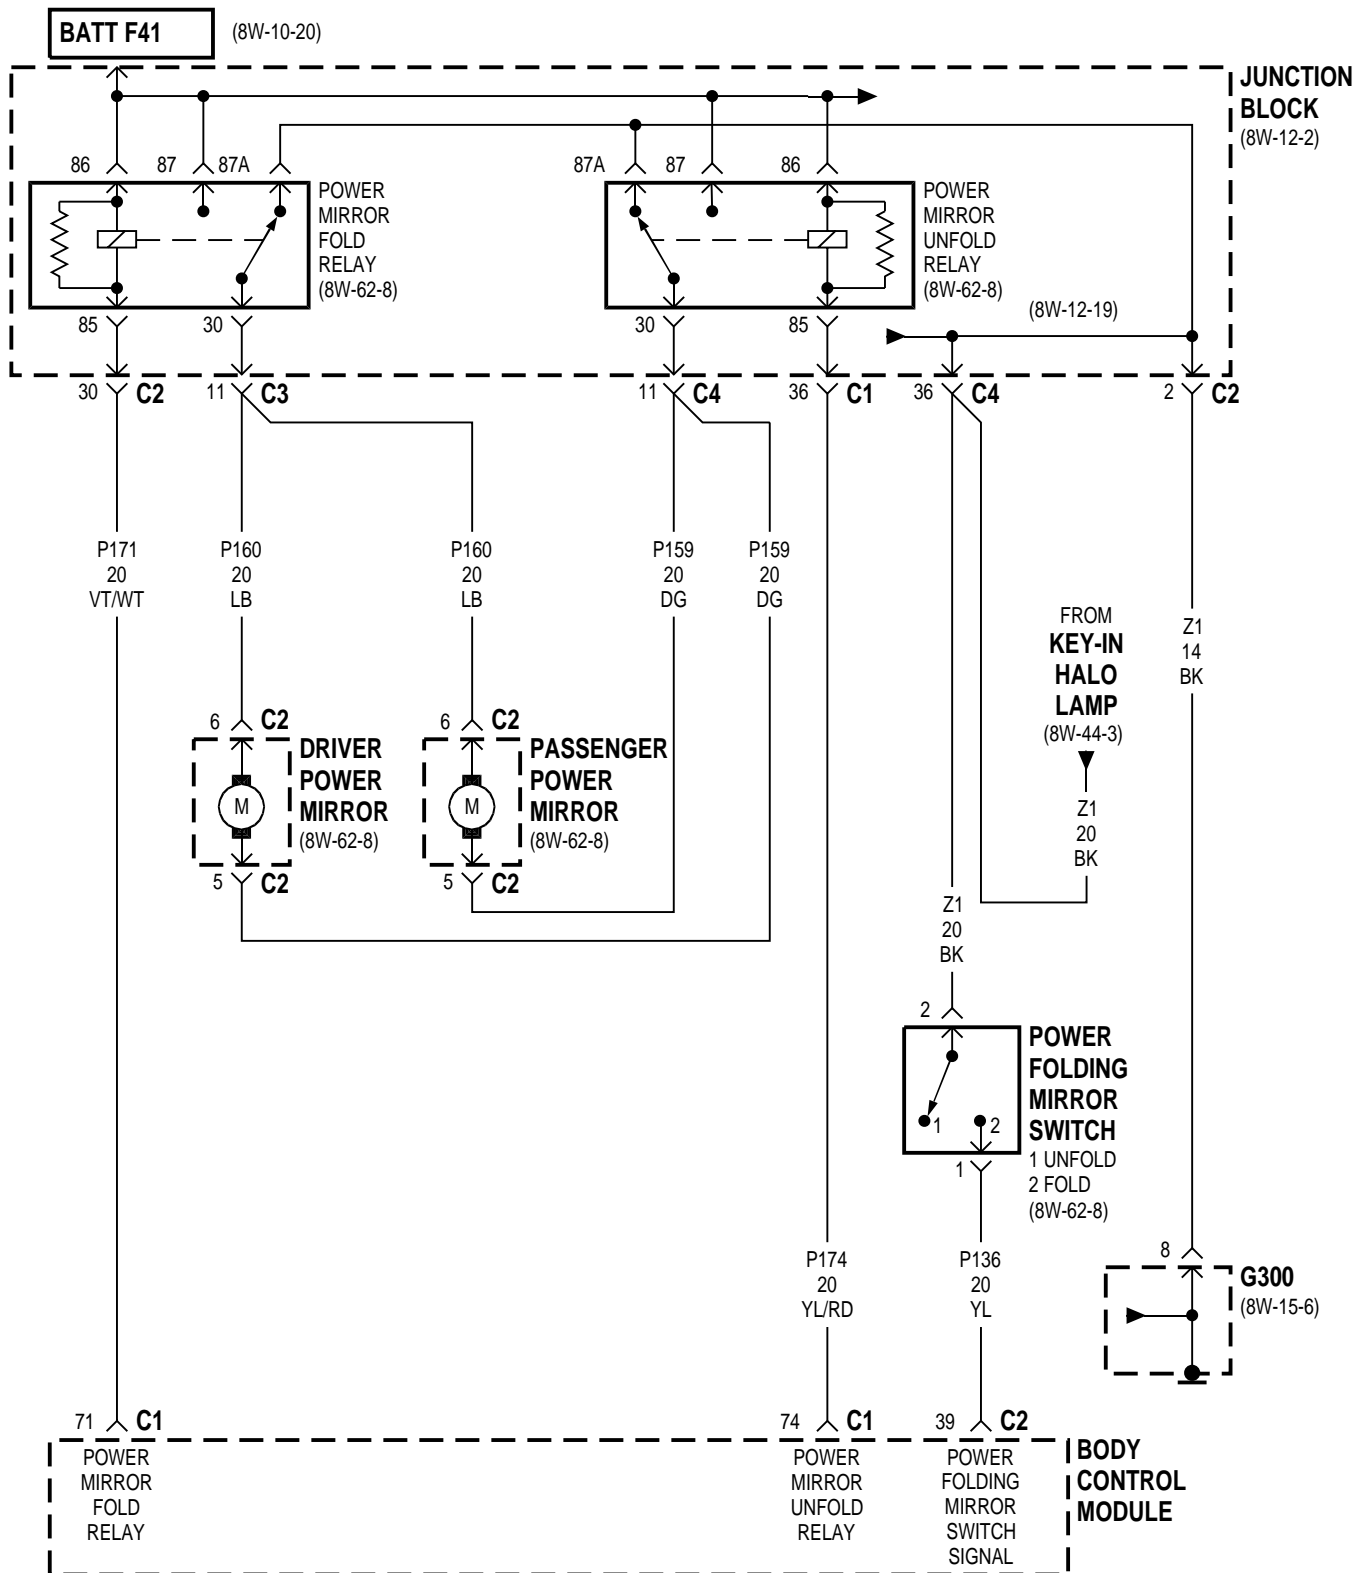 BATT F41
(8W-10-20)
JUNCTION
BLOCK
(8W-12-2)
86
87
87A
87A
87
86
POWER
MIRROR
FOLD
RELAY
(8W-62-8)
POWER
MIRROR
UNFOLD
RELAY
(8W-62-8)
(8W-12-19)
85
30
30
85
30
C2
11
C3
11
C4
36
C1
36
C4
2
C2
P171
20
VT/WT
P160
20
LB
P160
20
LB
P159
20
DG
P159
20
DG
FROM
KEY-IN
HALO
LAMP
(8W-44-3)
Z1
14
BK
6
C2
6
C2
DRIVER
POWER
MIRROR
(8W-62-8)
M
PASSENGER
POWER
MIRROR
(8W-62-8)
M
5
C2
5
C2
Z1
20
BK
Z1
20
BK
2
1
2
1
POWER
FOLDING
MIRROR
SWITCH
1 UNFOLD
2 FOLD
(8W-62-8)
P174
20
YL/RD
P136
20
YL
8
G300
(8W-15-6)
71
C1
74
C1
39
C2
POWER
MIRROR
FOLD
RELAY
POWER
MIRROR
UNFOLD
RELAY
POWER
FOLDING
MIRROR
SWITCH
SIGNAL
BODY
CONTROL
MODULE